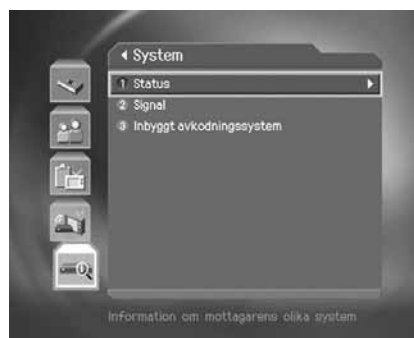 System
1 Status
2 Signal
3 Inbyggt avkodningssystem
Information om mottagarens olika system